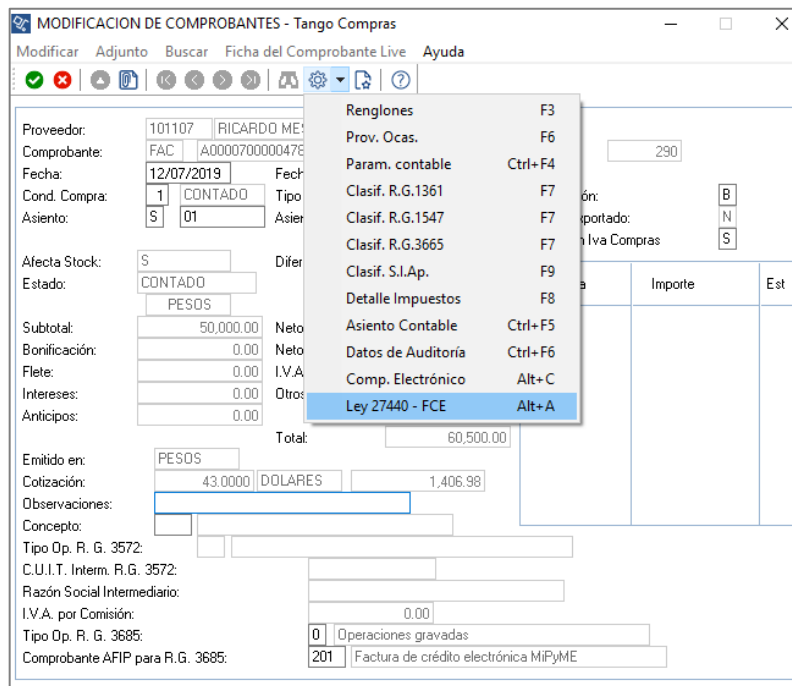 MODIFICACION DE COMPROBANTES - Tango Compras
Modificar Adjunto Buscar Ficha del Comprobante Live Ayuda
Renglones F3
Prov. Ocas. F6
Param. contable Ctrl+F4
Clasif. R.G.1361 F7
Clasif. R.G.1547 F7
Clasif. R.G.3665 F7
Clasif. S.I.Ap. F9
Detalle Impuestos F8
Asiento Contable Ctrl+F5
Datos de Auditoría Ctrl+F6
Comp. Electrónico Alt+C
Ley 27440 - FCE Alt+A
Proveedor: 101107 RICARDO MES
Comprobante: FAC A0000700000478 290
Fecha: 12/07/2019 Fech
Cond. Compra: 1 CONTADO Tipo ón: B
Asiento: S 01 Asien xportado: N
n Iva Compras S
Afecta Stock: S Difer
Estado: CONTADO a Importe Est
PESOS
Subtotal: 50,000.00 Neto
Bonificación: 0.00 Neto
Flete: 0.00 I.V.A
Intereses: 0.00 Otros
Anticipos: 0.00
Total: 60,500.00
Emitido en: PESOS
Cotización: 43.0000 DOLARES 1,406.98
Observaciones:
Concepto:
Tipo Op. R. G. 3572:
C.U.I.T. Interm. R.G. 3572:
Razón Social Intermediario:
I.V.A. por Comisión: 0.00
Tipo Op. R. G. 3685: 0 Operaciones gravadas
Comprobante AFIP para R.G. 3685: 201 Factura de crédito electrónica MiPyME